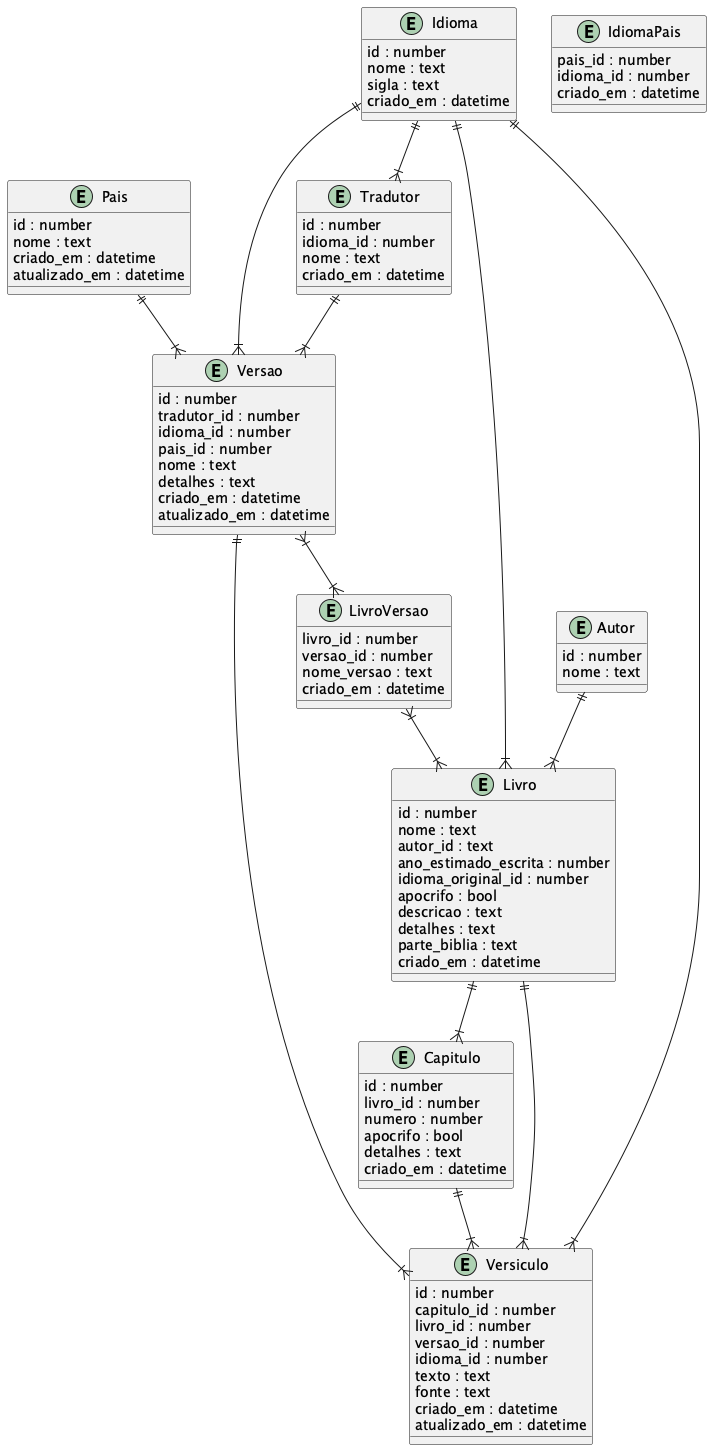 E Idioma
id : number
nome : text
sigla : text
criado_em : datetime
E IdiomaPais
pais_id : number
idioma_id : number
criado_em : datetime
E Pais
id : number
nome : text
criado_em : datetime
atualizado_em : datetime
E Tradutor
id : number
idioma_id : number
nome : text
criado_em : datetime
E Versao
id : number
tradutor_id : number
idioma_id : number
pais_id : number
nome : text
detalhes : text
criado_em : datetime
atualizado_em : datetime
E LivroVersao
livro_id : number
versao_id : number
nome_versao : text
criado_em : datetime
E Autor
id : number
nome : text
E Livro
id : number
nome : text
autor_id : text
ano_estimado_escrita : number
idioma_original_id : number
apocrifo : bool
descricao : text
detalhes : text
parte_biblia : text
criado_em : datetime
E Capitulo
id : number
livro_id : number
numero : number
apocrifo : bool
detalhes : text
criado_em : datetime
E Versiculo
id : number
capitulo_id : number
livro_id : number
versao_id : number
idioma_id : number
texto : text
fonte : text
criado_em : datetime
atualizado_em : datetime